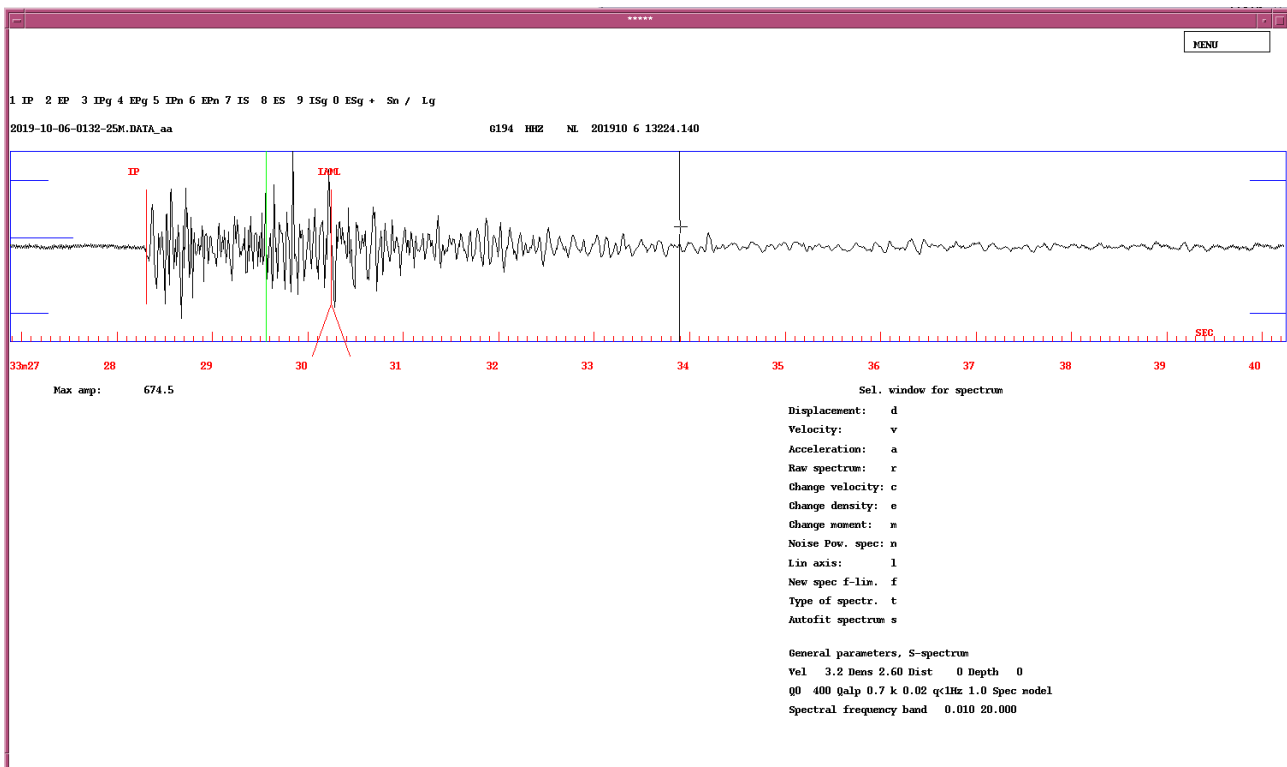 *****
MENU
1 IP 2 EP 3 IPg 4 EPg 5 IPn 6 EPn 7 IS 8 ES 9 ISg 0 ESg + Sn / Lg
2019-10-06-0132-25M.DATA_aa G194 HHZ NL 201910 6 13224.140
IP IAML
SEC
33m27 28 29 30 31 32 33 34 35 36 37 38 39 40
Max amp: 674.5 Sel. window for spectrum
Displacement: d
Velocity: v
Acceleration: a
Raw spectrum: r
Change velocity: c
Change density: e
Change moment: m
Noise Pow. spec: n
Lin axis: l
New spec f-lim. f
Type of spectr. t
Autofit spectrum s
General parameters, S-spectrum
Vel 3.2 Dens 2.60 Dist 0 Depth 0
Q0 400 Qalp 0.7 k 0.02 q<1Hz 1.0 Spec model
Spectral frequency band 0.010 20.000